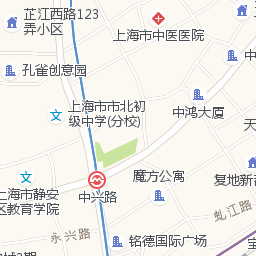 芷江西路123
弄小区
上海市中医医院
孔雀创意园
上海市市北初
级中学(分校)
中鸿大厦
上海市静安
区教育学院
中兴路
魔方公寓
复地新
虬江路
永兴路
铭德国际广场